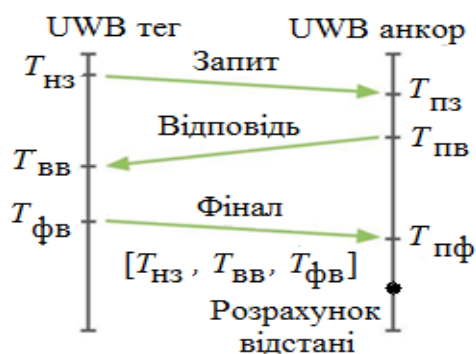 UWB тег UWB анкор
Tнз Запит Tпз
Відповідь Tпв
Tвв
Tфв Фінал Tпф
[Tнз , Tвв, Tфв]
Розрахунок
відстані